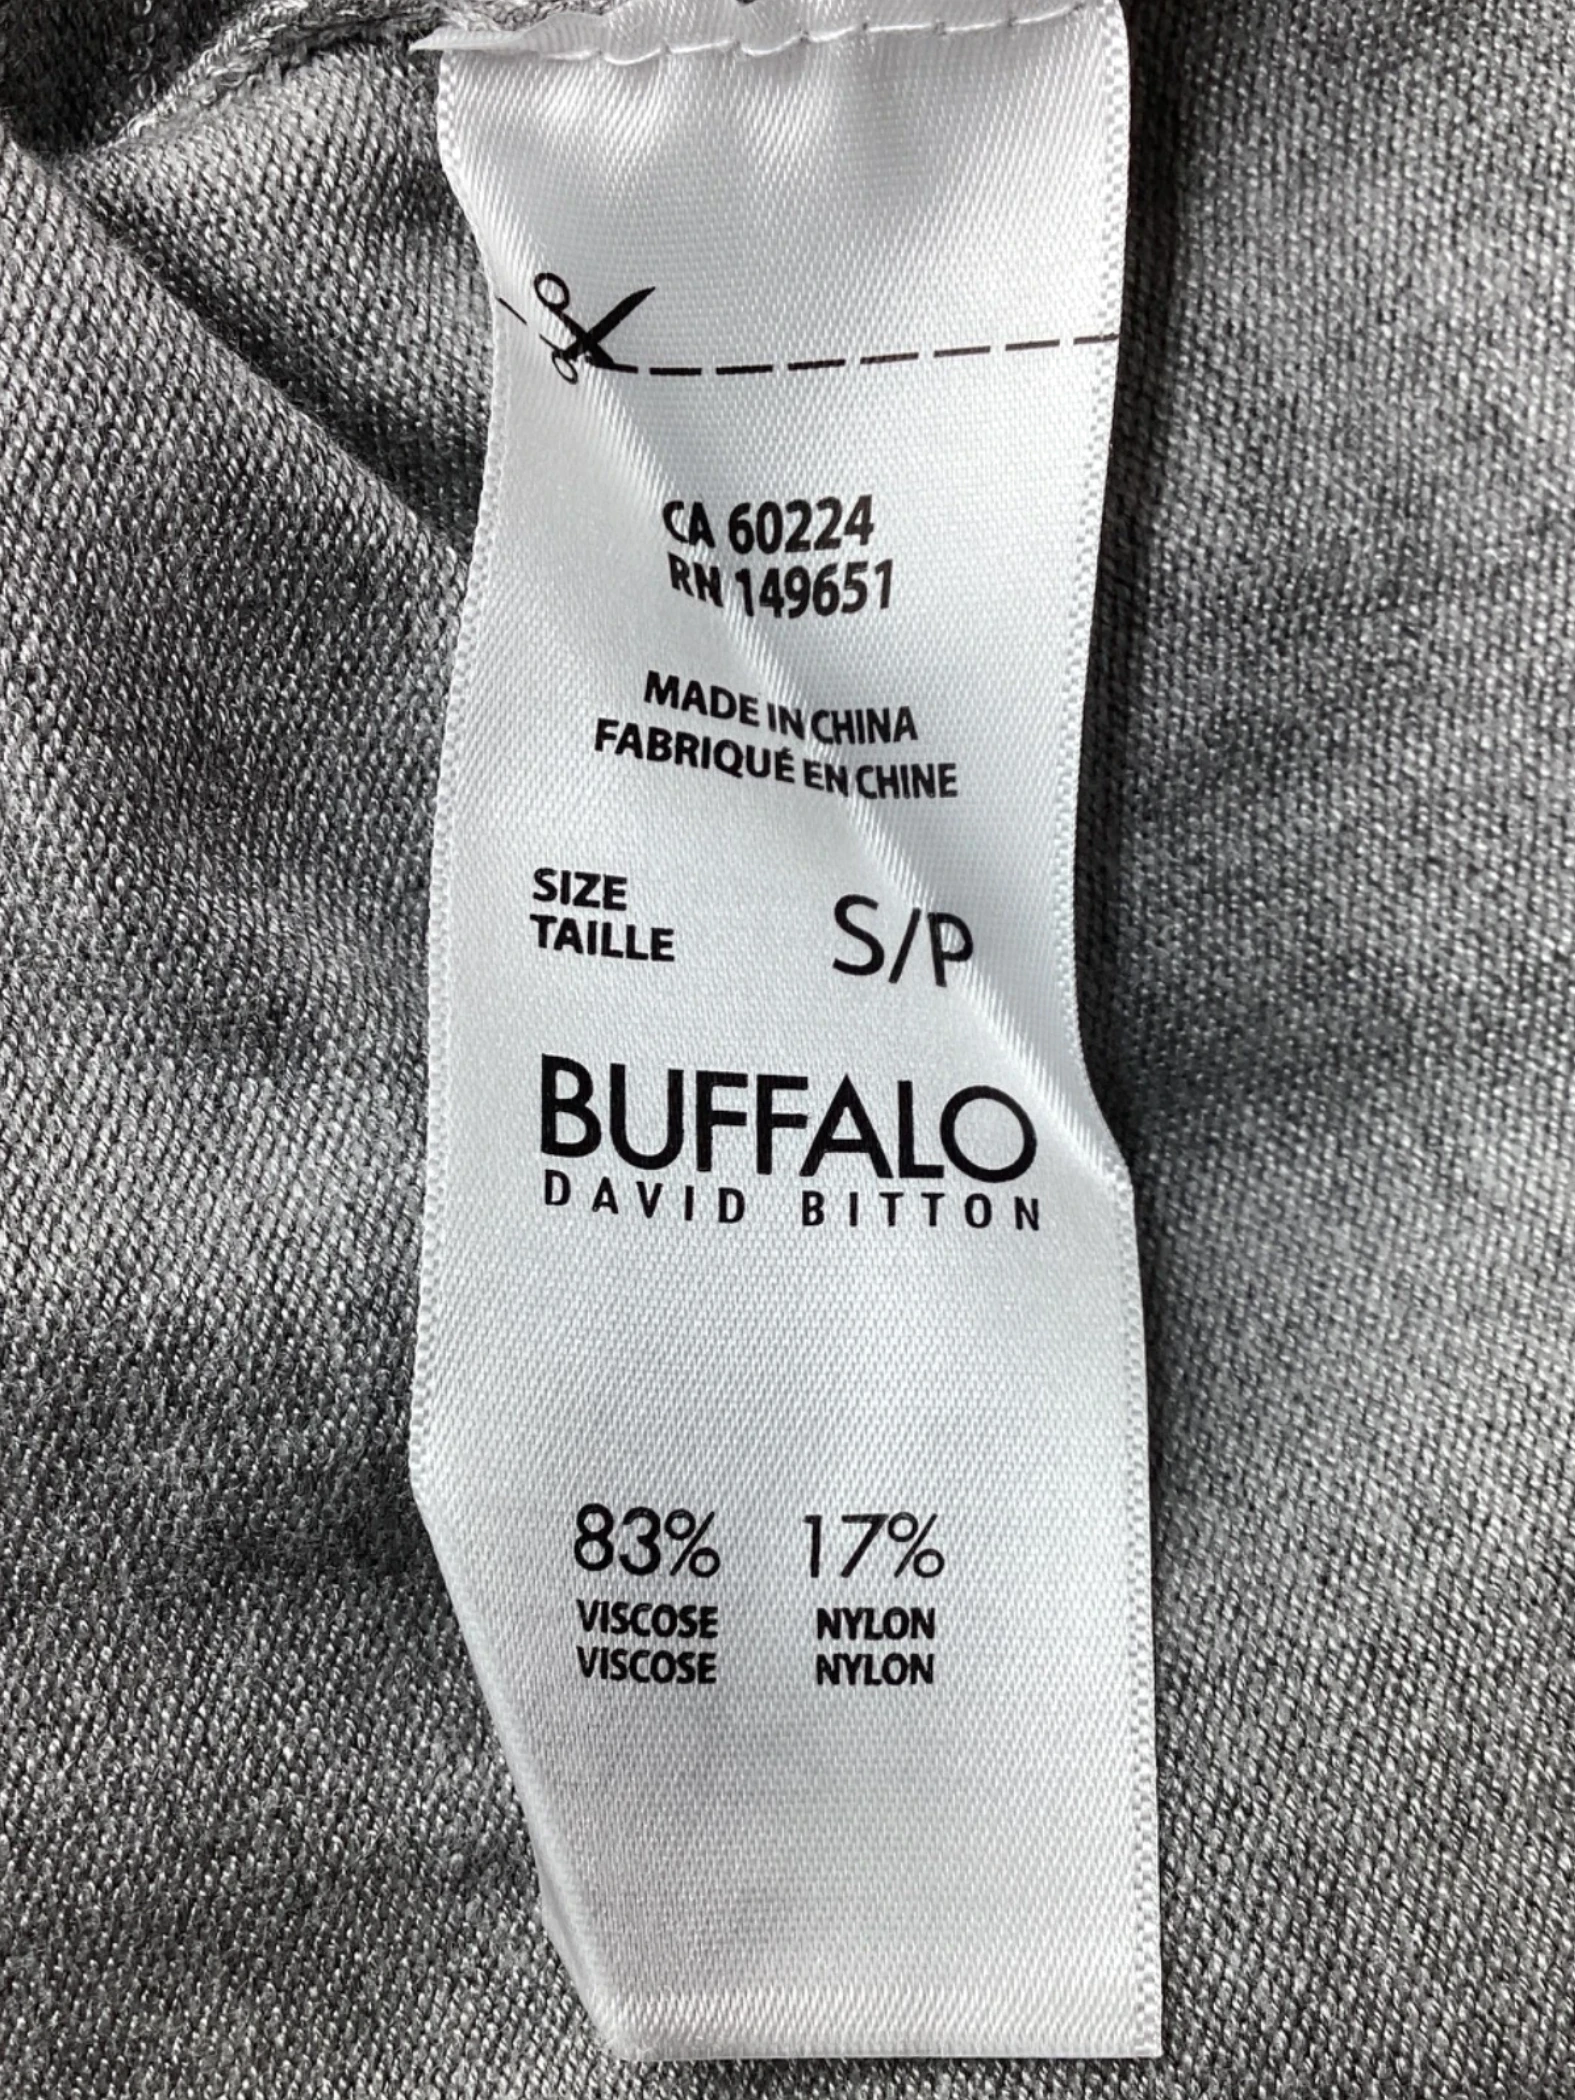 CA 60224
RN 149651
MADE IN CHINA
FABRIQUÉ EN CHINE
SIZE
TAILLE
S/P
BUFFALO
DAVID BITTON
83% 17%
VISCOSE NYLON
VISCOSE NYLON